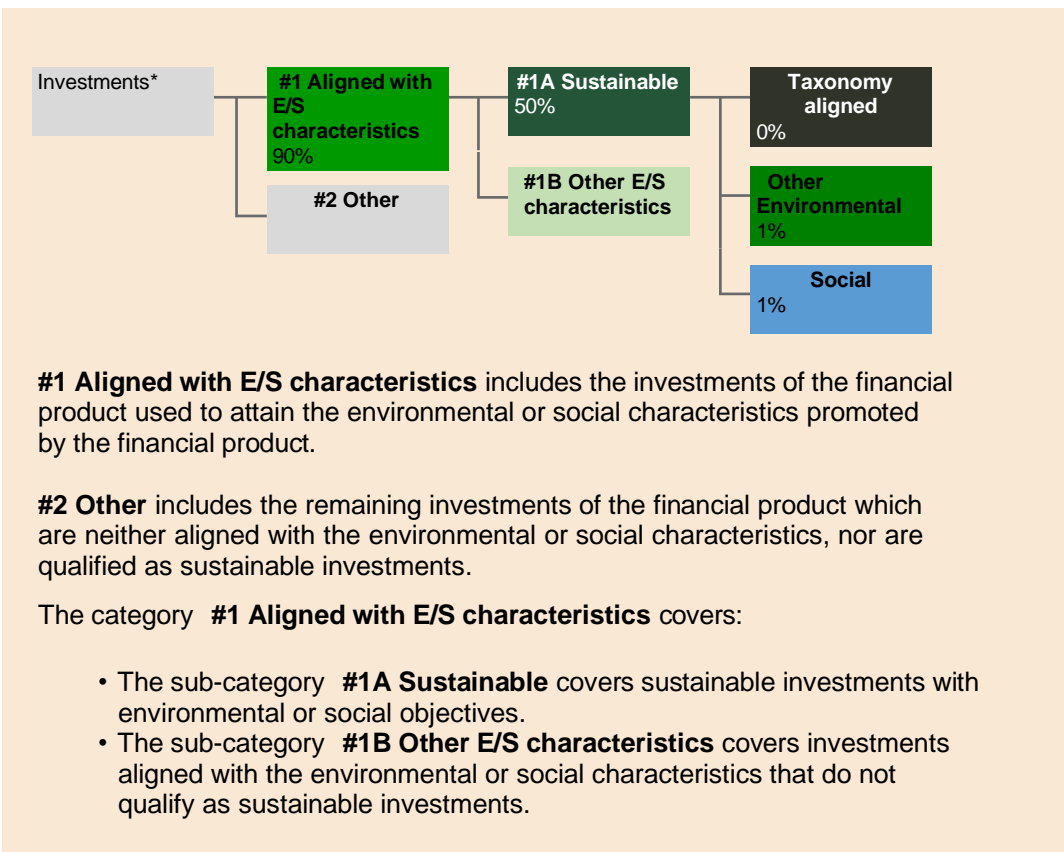 Investments*
#1 Aligned with
E/S
characteristics
90%
#2 Other
#1A Sustainable
50%
#1B Other E/S
characteristics
Taxonomy
aligned
0%
Other
Environmental
1%
Social
1%
#1 Aligned with E/S characteristics includes the investments of the financial
product used to attain the environmental or social characteristics promoted
by the financial product.
#2 Other includes the remaining investments of the financial product which
are neither aligned with the environmental or social characteristics, nor are
qualified as sustainable investments.
The category #1 Aligned with E/S characteristics covers:
• The sub-category #1A Sustainable covers sustainable investments with
environmental or social objectives.
• The sub-category #1B Other E/S characteristics covers investments
aligned with the environmental or social characteristics that do not
qualify as sustainable investments.